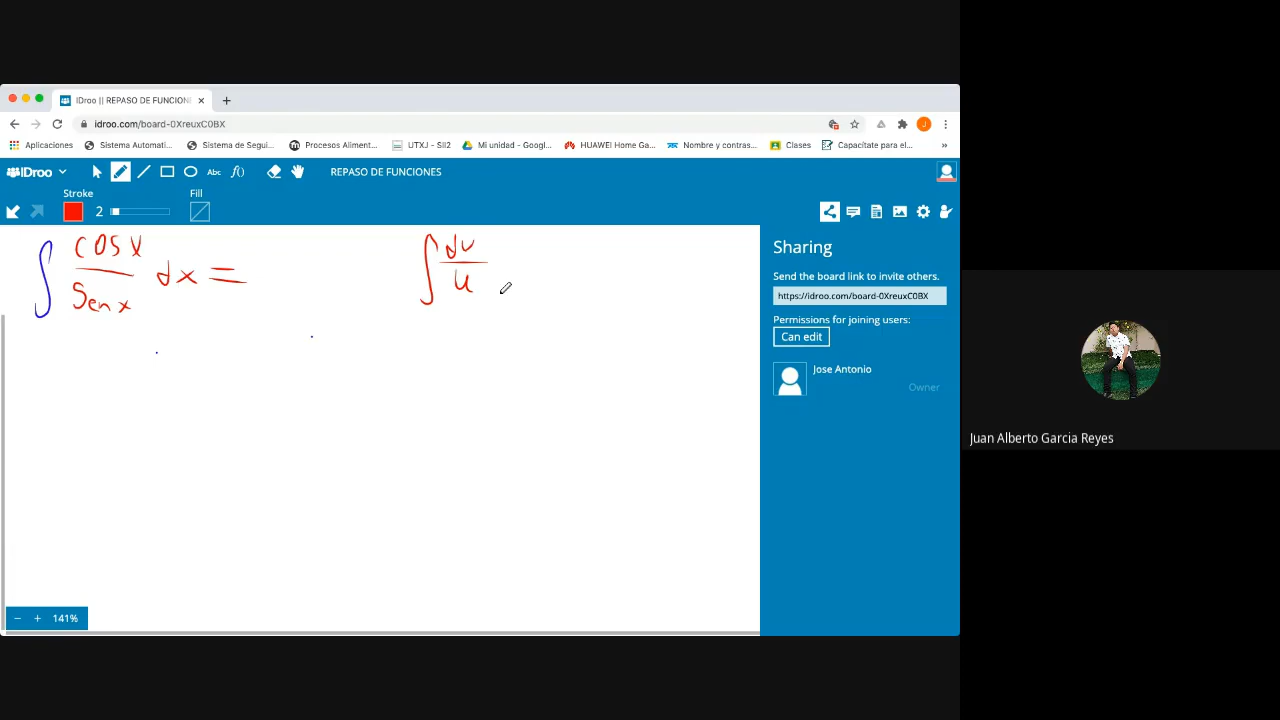 IDroo || REPASO DE FUNCIONE
idroo.com/board-0XreuxC0BX
Aplicaciones Sistema Automati... Sistema de Segui... Procesos Aliment... UTXJ - SII2 Mi unidad - Googl... HUAWEI Home Ga... Nombre y contras... Clases Capacítate para el... »
IDroo Abc f() REPASO DE FUNCIONES
Stroke Fill
2
∫ cos x / Sen x dx =
∫ du / u
Sharing
Send the board link to invite others.
https://idroo.com/board-0XreuxC0BX
Permissions for joining users:
Can edit
Jose Antonio
Owner
− + 141%
Juan Alberto Garcia Reyes